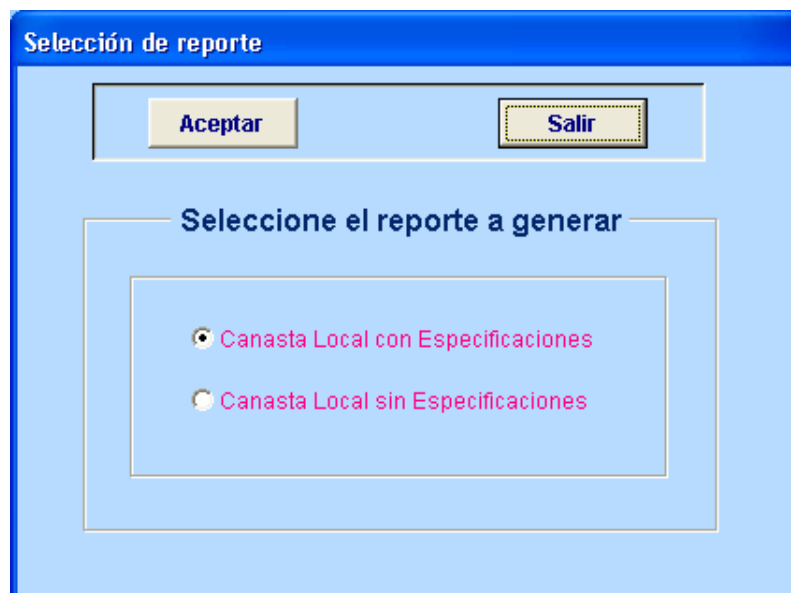 Selección de reporte
Aceptar Salir
Seleccione el reporte a generar
Canasta Local con Especificaciones
Canasta Local sin Especificaciones